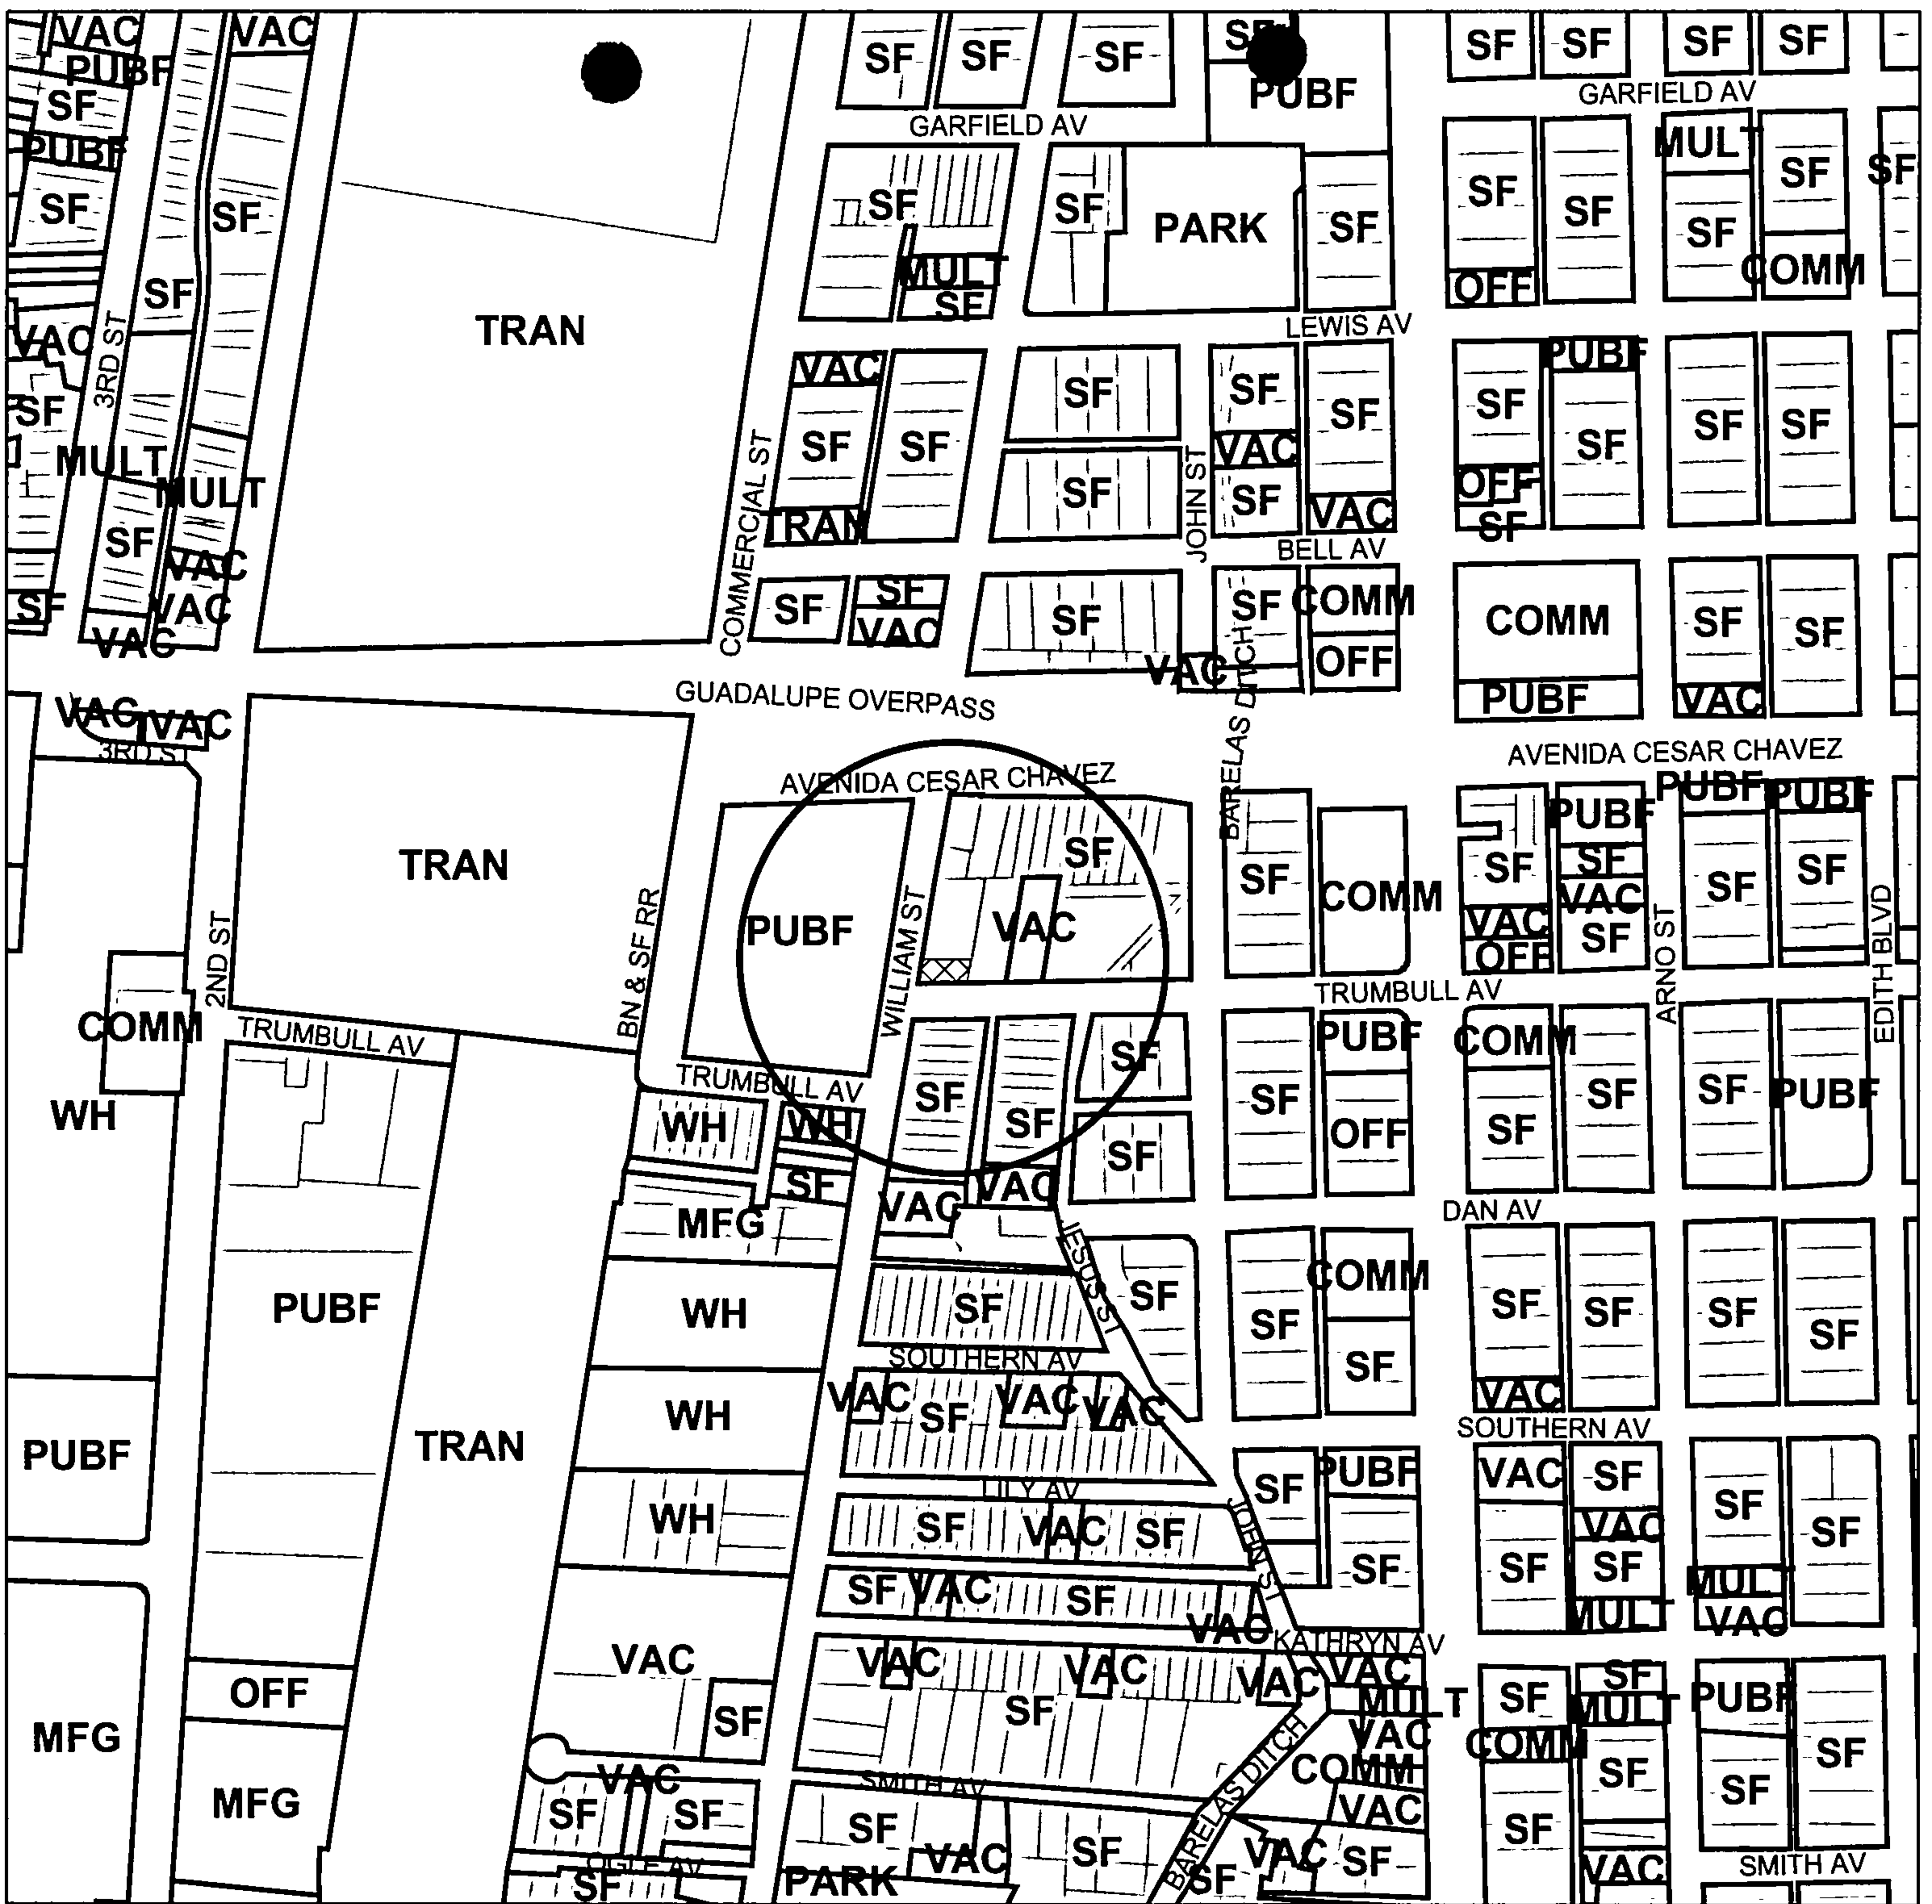 VAC
VAC
PUBF
SF
PUBF
SF
SF
SF
3RD ST
VAC
SF
MULT
MULT
SF
VAC
SF
VAC
VAC
TRAN
SF
SF
SF
SF
PUBF
SF
SF
SF
SF
GARFIELD AV
GARFIELD AV
SF
MULT
SF
SF
PARK
SF
SF
SF
OFF
MULT
SF
SF
COMM
SF
LEWIS AV
COMMERCIAL ST
VAC
SF
SF
TRAN
SF
SF
JOHN ST
SF
VAC
SF
SF
VAC
SF
OFF
SF
PUBF
SF
SF
SF
BELL AV
SF
SF
VAC
SF
SF
COMM
OFF
VAC
COMM
PUBF
SF
VAC
SF
GUADALUPE OVERPASS
BARELAS DITCH
VAC
VAC
3RD ST
2ND ST
TRAN
BN & SF RR
AVENIDA CESAR CHAVEZ
AVENIDA CESAR CHAVEZ
PUBF
WILLIAM ST
SF
VAC
SF
COMM
SF
VAC
OFF
PUBF
SF
VAC
SF
ARNO ST
PUBF
PUBF
SF
SF
EDITH BLVD
COMM
WH
TRUMBULL AV
TRUMBULL AV
TRUMBULL AV
WH
WH
SF
MFG
SF
SF
SF
SF
SF
PUBF
OFF
COMM
SF
SF
SF
PUBF
DAN AV
VAC
VAC
JESUS ST
PUBF
WH
SF
SF
SF
COMM
SF
SF
VAC
SF
SF
SF
SOUTHERN AV
SOUTHERN AV
PUBF
TRAN
WH
VAC
SF
VAC
VAC
LILY AV
WH
SF
VAC
SF
JOHN ST
SF
PUBF
SF
VAC
SF
SF
VAC
SF
MULT
SF
MULT
VAC
SF
SF
VAC
SF
VAC
KATHRYN AV
VAC
SF
VAC
VAC
SF
VAC
VAC
MULT
VAC
COMM
VAC
BARELAS DITCH
SF
COMM
SF
SF
MULT
SF
VAC
PUBF
SF
SF
MFG
OFF
MFG
VAC
SF
SF
SMITH AV
SMITH AV
OGLE AV
SF
SF
PARK
VAC
SF
BARELAS DITCH
SF
VAC
SF